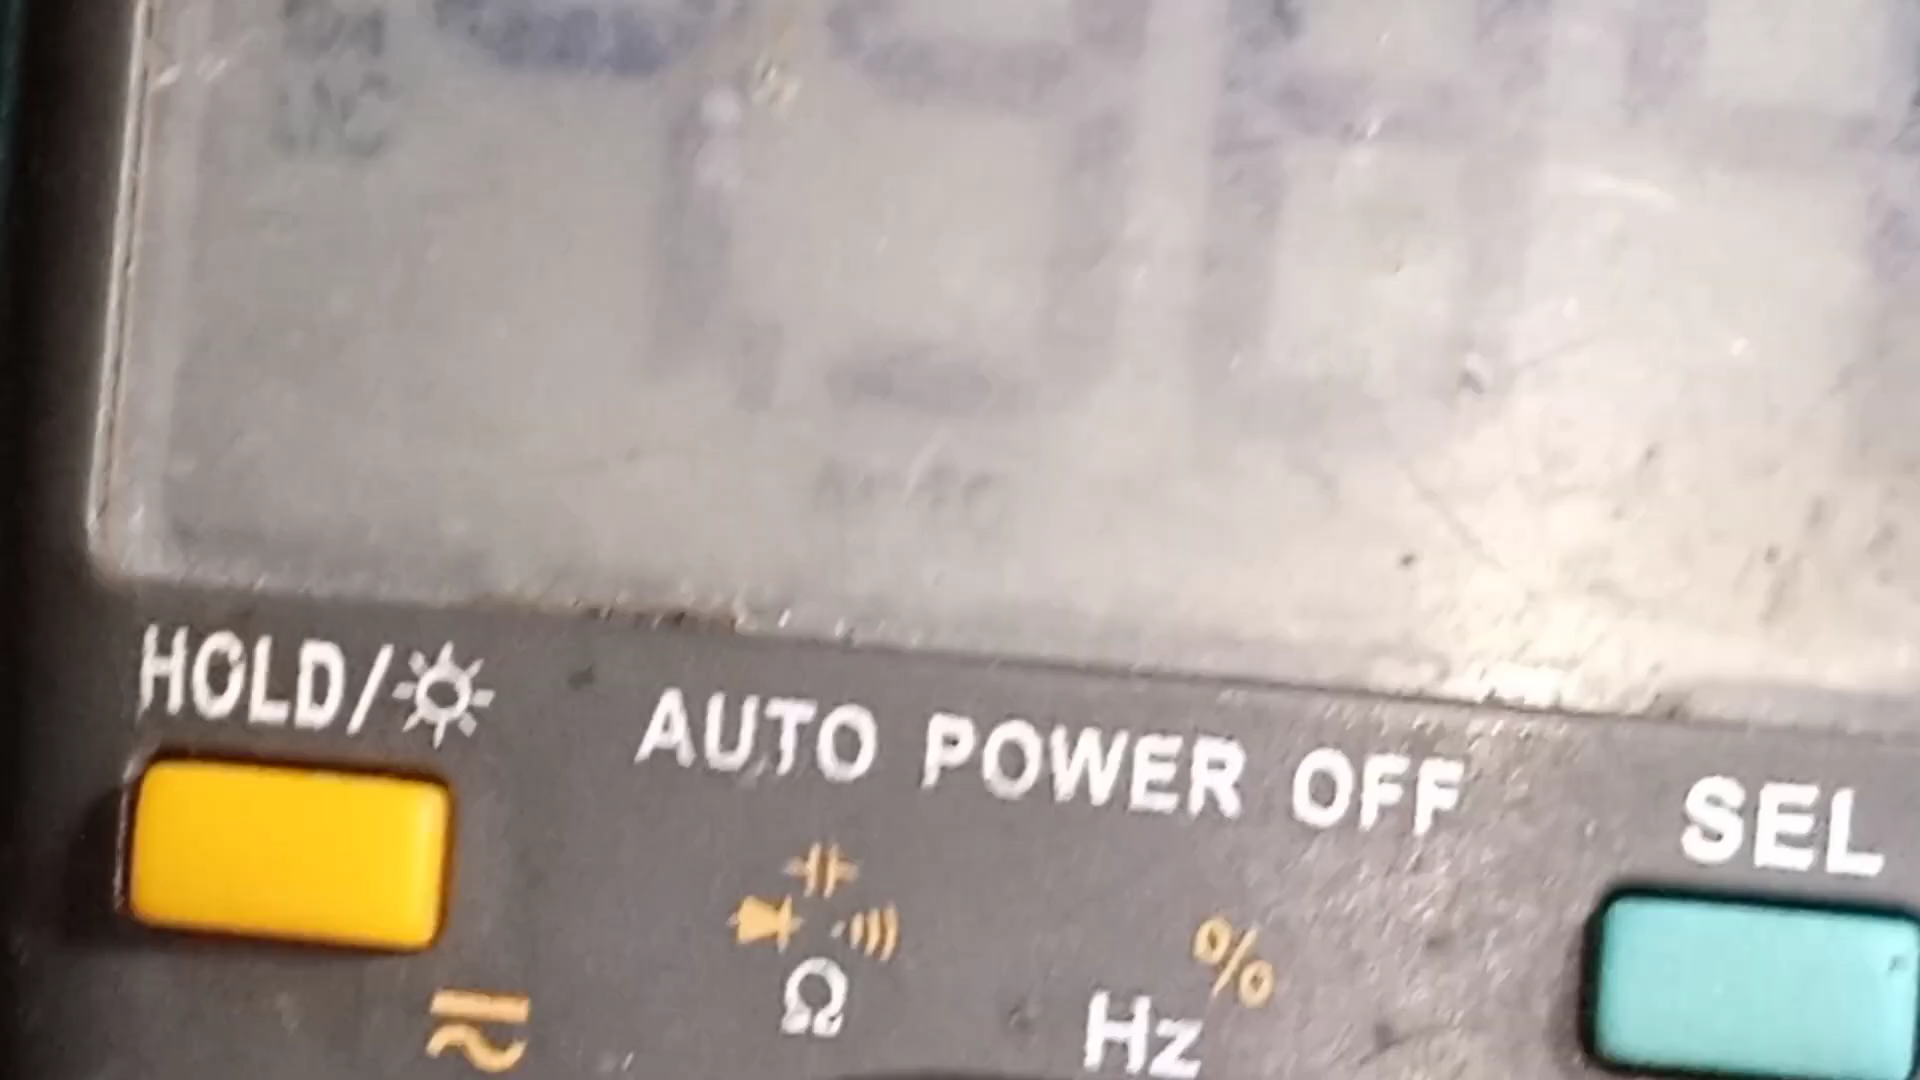 HOLD/
AUTO POWER OFF
SEL
%
Ω
Hz